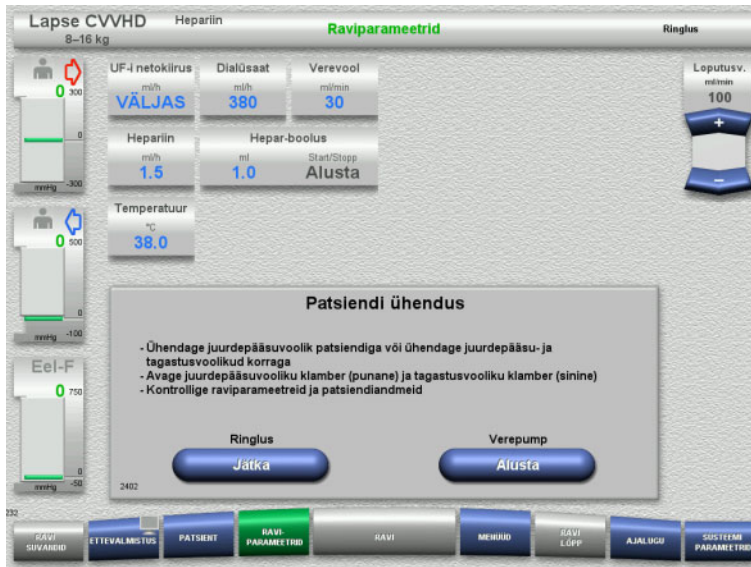 Lapse CVVHD Hepariin
8–16 kg
Raviparameetrid
Ringlus
0 300
0
mmHg -300
0 500
0
mmHg -100
Eel-F
0 750
0
mmHg -50
UF-i netokiirus Dialüsaat Verevool
ml/h ml/h ml/min
VÄLJAS 380 30
Hepariin Hepar-boolus
ml/h ml Start/Stopp
1.5 1.0 Alusta
Temperatuur
°C
38.0
Loputusv.
ml/min
100
+
–
Patsiendi ühendus
- Ühendage juurdepääsuvoolik patsiendiga või ühendage juurdepääsu- ja
tagastusvoolikud korraga
- Avage juurdepääsuvooliku klamber (punane) ja tagastusvooliku klamber (sinine)
- Kontrollige raviparameetreid ja patsiendiandmeid
Ringlus Verepump
Jätka Alusta
2402
232
RAVI
SUVANDID
ETTEVALMISTUS
PATSIENT
RAVI-
PARAMEETRID
RAVI
MENÜÜD
RAVI
LÕPP
AJALUGU
SÜSTEEMI
PARAMEETRID